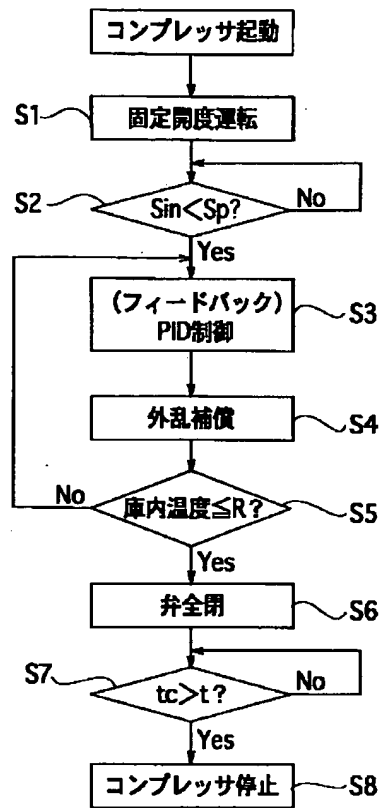 コンプレッサ起動
S1
固定開度運転
S2
Sin<Sp?
No
Yes
(フィードバック)
PID制御
S3
外乱補償
S4
No
庫内温度≦R?
S5
Yes
弁全閉
S6
S7
tc>t?
No
Yes
コンプレッサ停止
S8